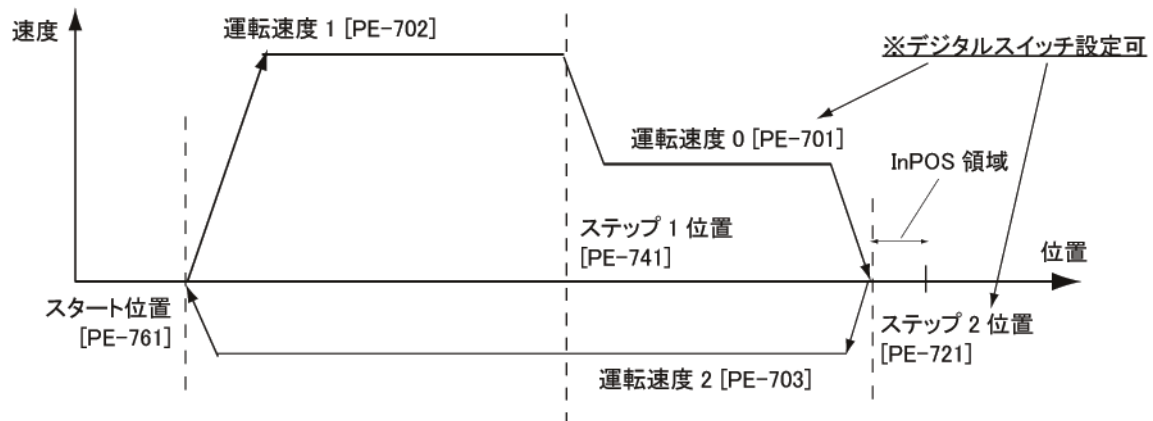 速度
運転速度 1 [PE-702]
※デジタルスイッチ設定可
運転速度 0 [PE-701]
InPOS 領域
ステップ 1 位置
[PE-741]
位置
スタート位置
[PE-761]
ステップ 2 位置
[PE-721]
運転速度 2 [PE-703]